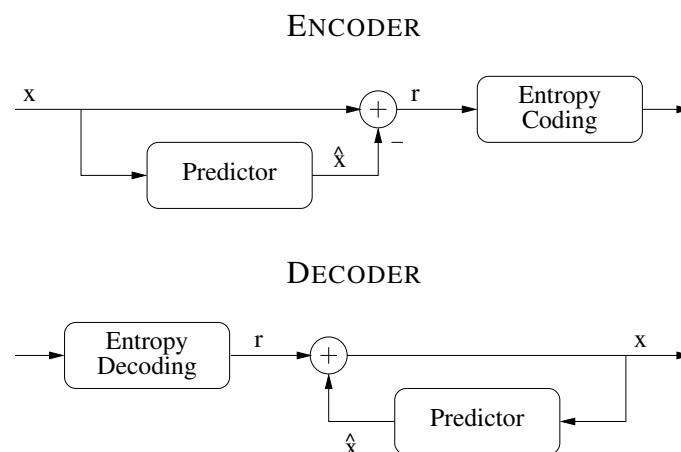 ENCODER
x
r
Entropy
Coding
+
−
Predictor
x̂
DECODER
Entropy
Decoding
r
+
x
Predictor
x̂